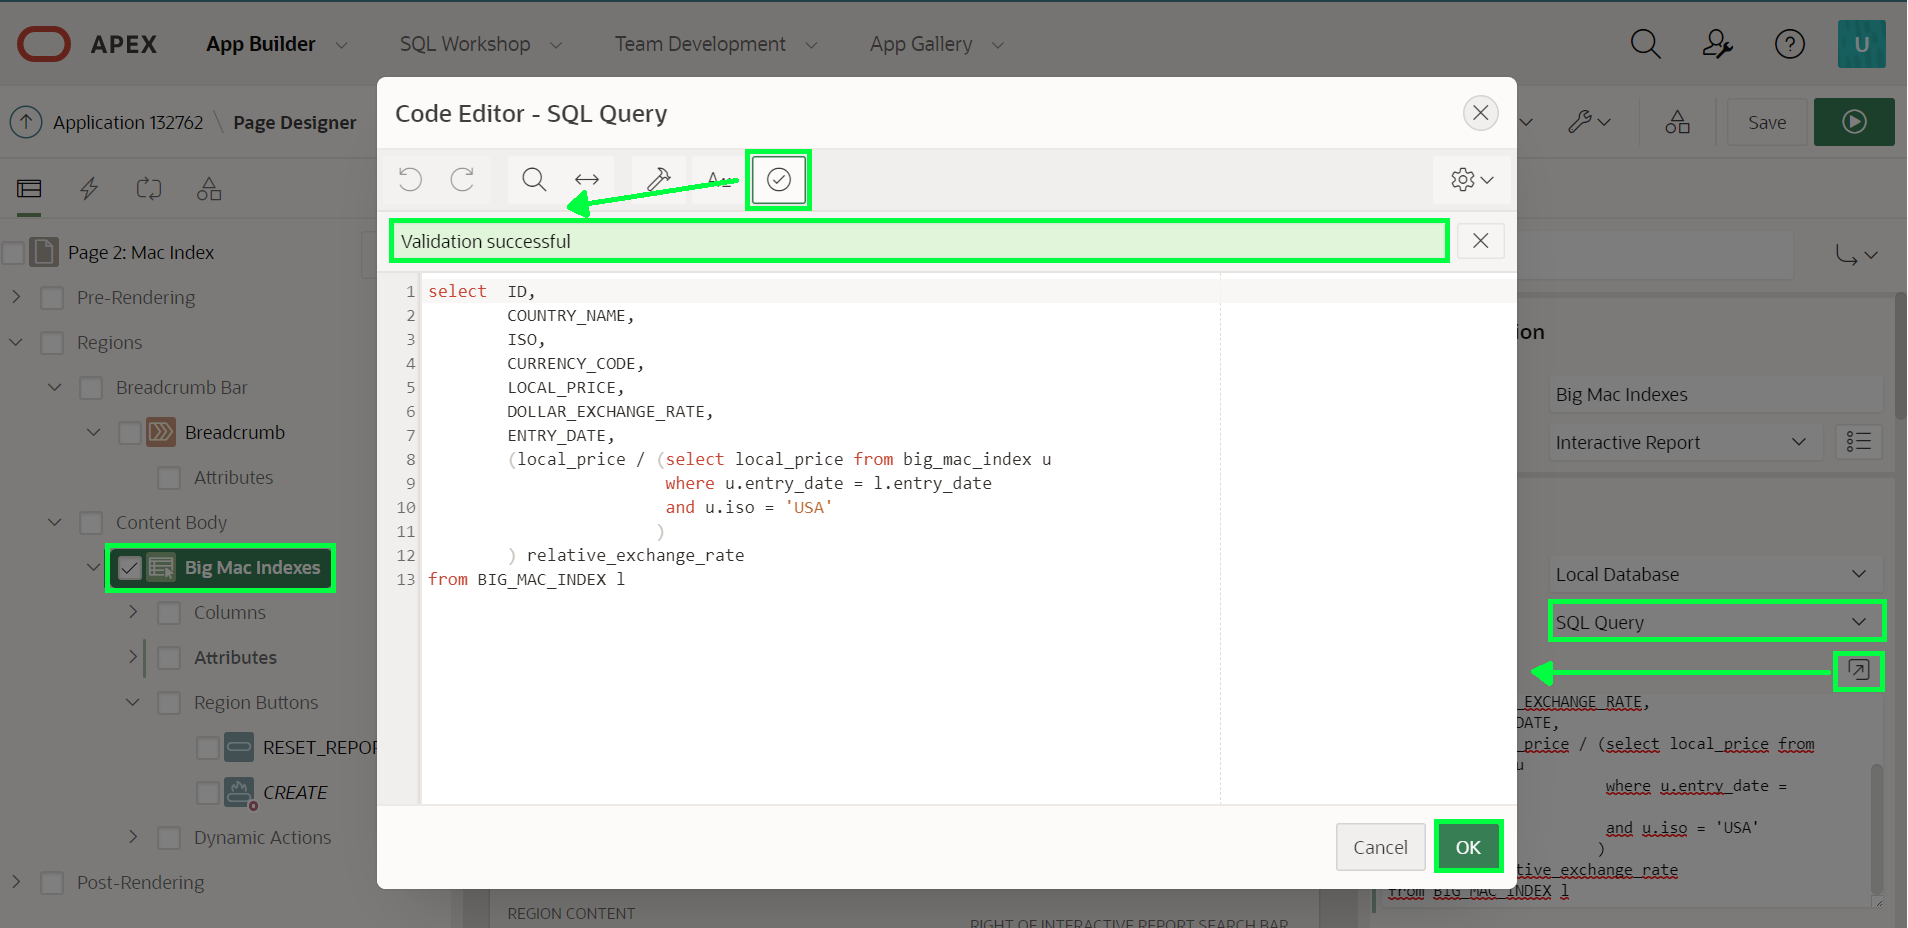 APEX App Builder SQL Workshop Team Development App Gallery U
Application 132762 \ Page Designer Save
Code Editor - SQL Query
Validation successful
1 select  ID,
2         COUNTRY_NAME,
3         ISO,
4         CURRENCY_CODE,
5         LOCAL_PRICE,
6         DOLLAR_EXCHANGE_RATE,
7         ENTRY_DATE,
8         (local_price / (select local_price from big_mac_index u
9                         where u.entry_date = l.entry_date
10                         and u.iso = 'USA'
11                        )
12         ) relative_exchange_rate
13 from BIG_MAC_INDEX l
Cancel OK
Page 2: Mac Index
Pre-Rendering
Regions
Breadcrumb Bar
Breadcrumb
Attributes
Content Body
Big Mac Indexes
Columns
Attributes
Region Buttons
RESET_REPOR
CREATE
Dynamic Actions
Post-Rendering
REGION CONTENT
RIGHT OF INTERACTIVE REPORT SEARCH BAR
ion
Big Mac Indexes
Interactive Report
Local Database
SQL Query
_EXCHANGE_RATE,
DATE,
_price / (select local_price from
u
where u.entry_date =
and u.iso = 'USA'
)
tive_exchange_rate
from BIG_MAC_INDEX l